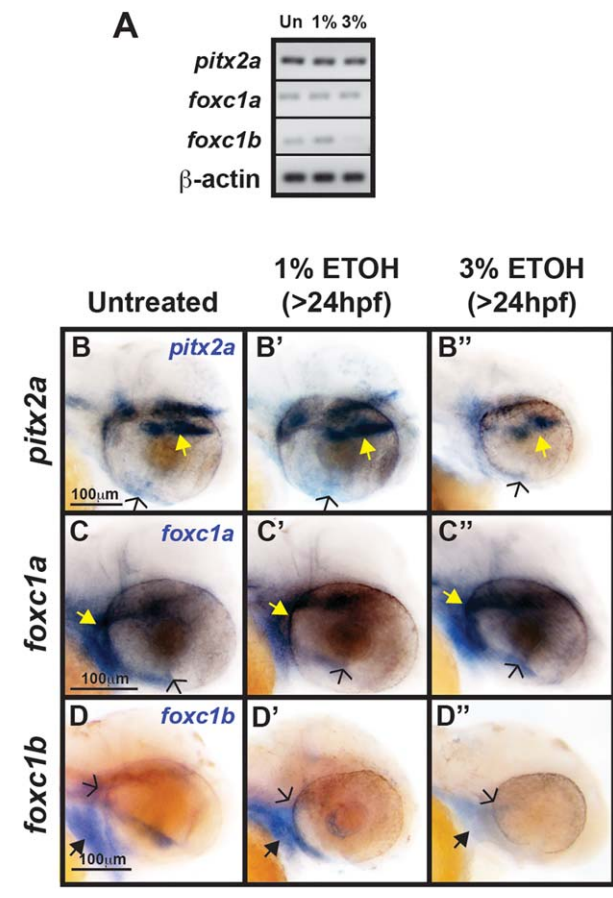 A
Un 1% 3%
pitx2a
foxc1a
foxc1b
β-actin
Untreated
1% ETOH
(>24hpf)
3% ETOH
(>24hpf)
pitx2a
B
pitx2a
100μm
B’
B”
foxc1a
C
foxc1a
100μm
C’
C”
foxc1b
D
foxc1b
100μm
D’
D”